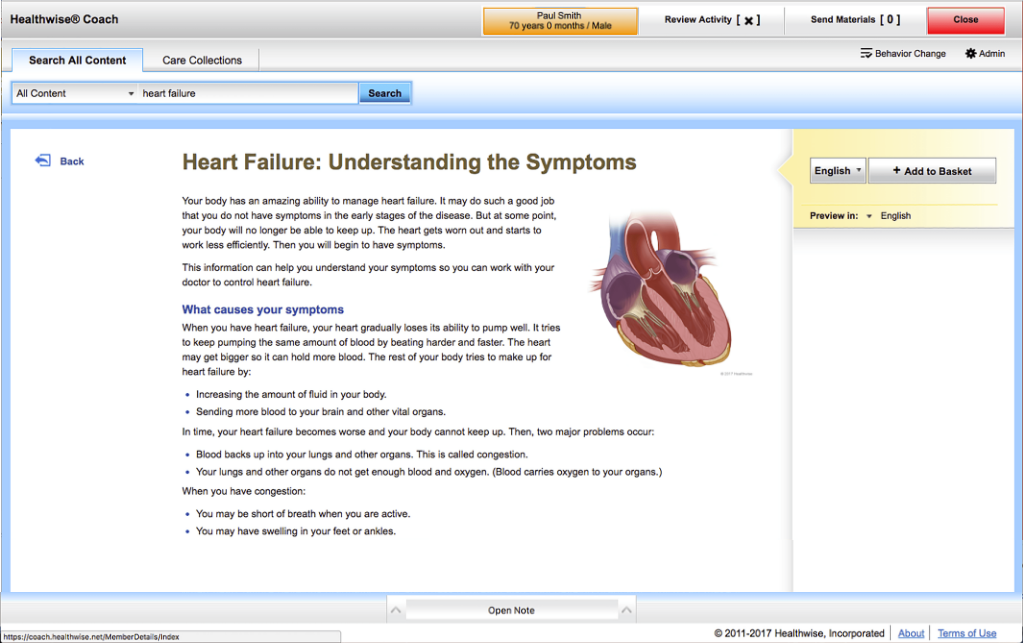 Healthwise® Coach
Paul Smith
70 years 0 months / Male
Review Activity [ x ]
Send Materials [ 0 ]
Close
Search All Content
Care Collections
Behavior Change
Admin
All Content
heart failure
Search
Back
Heart Failure: Understanding the Symptoms
English
+ Add to Basket
Preview in: English
Your body has an amazing ability to manage heart failure. It may do such a good job
that you do not have symptoms in the early stages of the disease. But at some point,
your body will no longer be able to keep up. The heart gets worn out and starts to
work less efficiently. Then you will begin to have symptoms.
This information can help you understand your symptoms so you can work with your
doctor to control heart failure.
What causes your symptoms
When you have heart failure, your heart gradually loses its ability to pump well. It tries
to keep pumping the same amount of blood by beating harder and faster. The heart
may get bigger so it can hold more blood. The rest of your body tries to make up for
heart failure by:
• Increasing the amount of fluid in your body.
• Sending more blood to your brain and other vital organs.
In time, your heart failure becomes worse and your body cannot keep up. Then, two major problems occur:
• Blood backs up into your lungs and other organs. This is called congestion.
• Your lungs and other organs do not get enough blood and oxygen. (Blood carries oxygen to your organs.)
When you have congestion:
• You may be short of breath when you are active.
• You may have swelling in your feet or ankles.
©2017 Healthwise
Open Note
https://coach.healthwise.net/MemberDetails/Index
© 2011-2017 Healthwise, Incorporated
About
Terms of Use